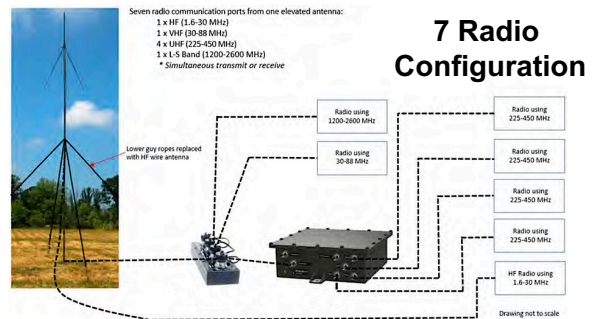 Seven radio communication ports from one elevated antenna:
1 x HF (1.6-30 MHz)
1 x VHF (30-88 MHz)
4 x UHF (225-450 MHz)
1 x L-S Band (1200-2600 MHz)
* Simultaneous transmit or receive
7 Radio
Configuration
Lower guy ropes replaced
with HF wire antenna
Radio using
1200-2600 MHz
Radio using
30-88 MHz
Radio using
225-450 MHz
Radio using
225-450 MHz
Radio using
225-450 MHz
Radio using
225-450 MHz
HF Radio using
1.6-30 MHz
Drawing not to scale